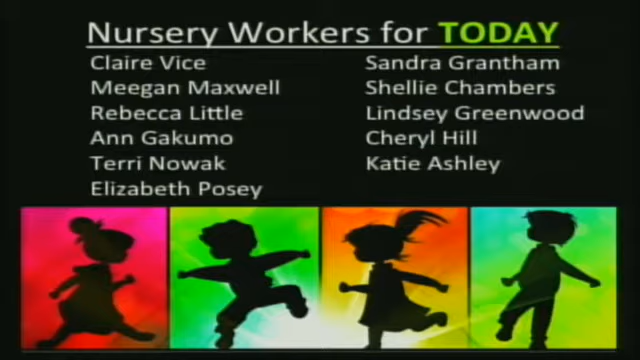 Nursery Workers for TODAY
Claire Vice
Meegan Maxwell
Rebecca Little
Ann Gakumo
Terri Nowak
Elizabeth Posey
Sandra Grantham
Shellie Chambers
Lindsey Greenwood
Cheryl Hill
Katie Ashley